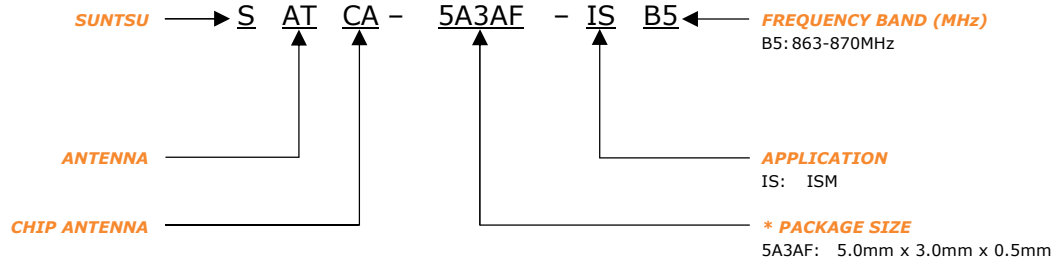 SUNTSU S AT CA – 5A3AF – IS B5 FREQUENCY BAND (MHz)
B5: 863-870MHz
ANTENNA APPLICATION
IS: ISM
CHIP ANTENNA * PACKAGE SIZE
5A3AF: 5.0mm x 3.0mm x 0.5mm